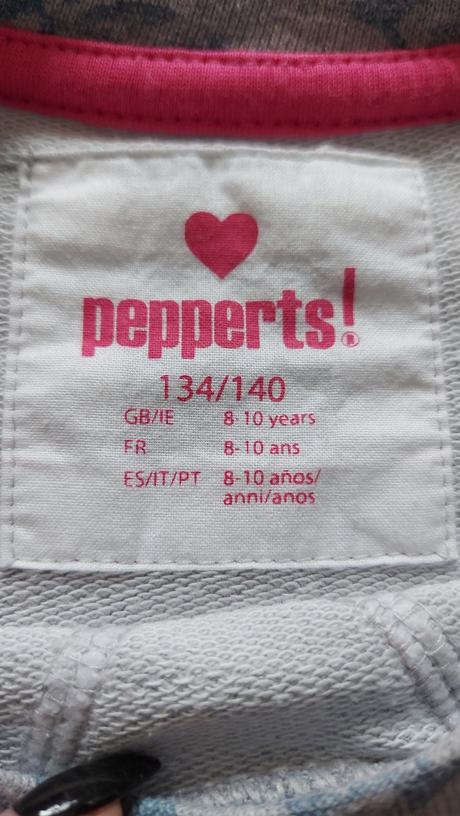 pepperts!®
134/140
GB/IE 8-10 years
FR 8-10 ans
ES/IT/PT 8-10 años/
anni/anos